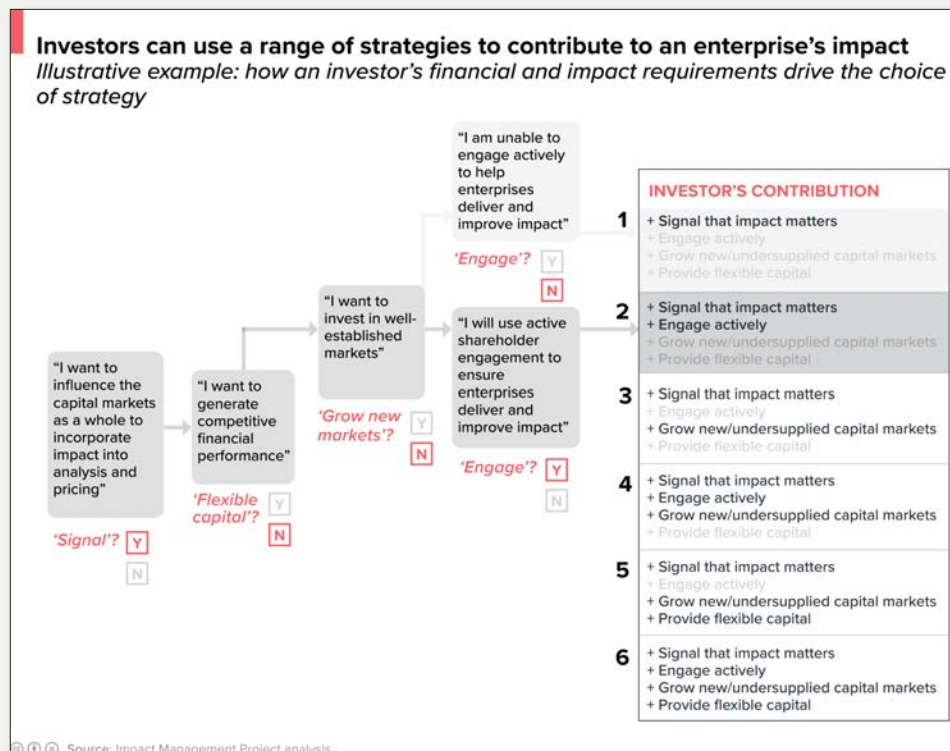 Investors can use a range of strategies to contribute to an enterprise's impact
Illustrative example: how an investor's financial and impact requirements drive the choice
of strategy
"I want to
influence the
capital markets
as a whole to
incorporate
impact into
analysis and
pricing"
'Signal'? Y
N
"I want to
generate
competitive
financial
performance"
'Flexible
capital'?
Y
N
"I want to
invest in well-
established
markets"
'Grow new
markets'?
Y
N
"I am unable to
engage actively
to help
enterprises
deliver and
improve impact"
'Engage'? Y
N
"I will use active
shareholder
engagement to
ensure
enterprises
deliver and
improve impact"
'Engage'? Y
N
INVESTOR'S CONTRIBUTION
1 + Signal that impact matters
+ Engage actively
+ Grow new/undersupplied capital markets
+ Provide flexible capital
2 + Signal that impact matters
+ Engage actively
+ Grow new/undersupplied capital markets
+ Provide flexible capital
3 + Signal that impact matters
+ Engage actively
+ Grow new/undersupplied capital markets
+ Provide flexible capital
4 + Signal that impact matters
+ Engage actively
+ Grow new/undersupplied capital markets
+ Provide flexible capital
5 + Signal that impact matters
+ Engage actively
+ Grow new/undersupplied capital markets
+ Provide flexible capital
6 + Signal that impact matters
+ Engage actively
+ Grow new/undersupplied capital markets
+ Provide flexible capital
Source: Impact Management Project analysis